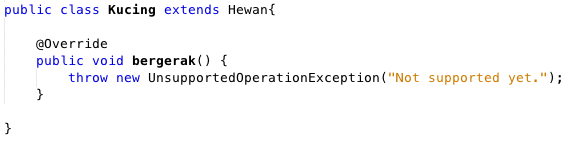 public class Kucing extends Hewan{
@Override
public void bergerak() {
throw new UnsupportedOperationException("Not supported yet.");
}
}